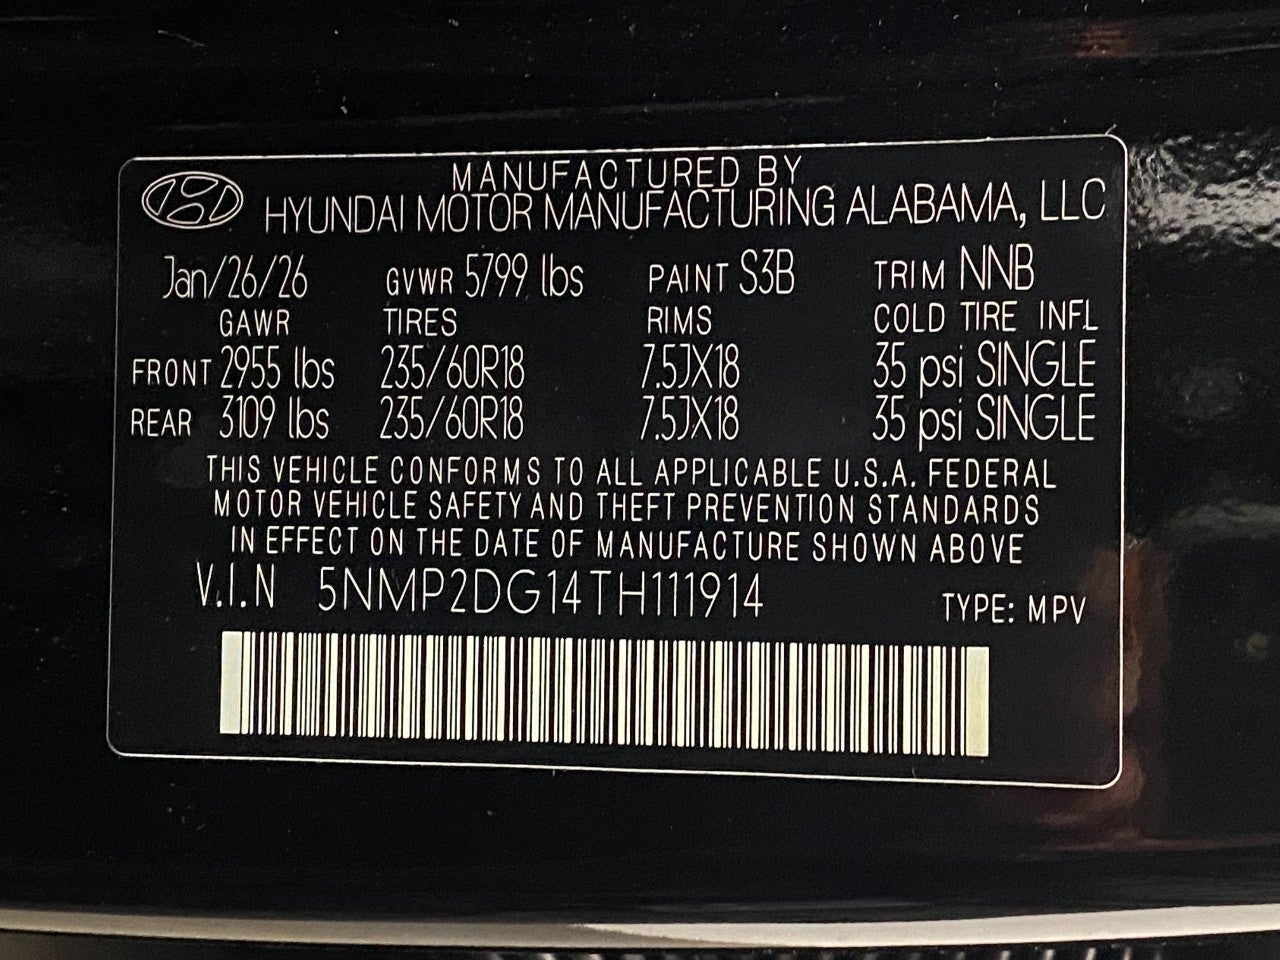 MANUFACTURED BY
HYUNDAI MOTOR MANUFACTURING ALABAMA, LLC
Jan/26/26 GVWR 5799 lbs PAINT S3B TRIM NNB
GAWR TIRES RIMS COLD TIRE INFL
FRONT 2955 lbs 235/60R18 7.5JX18 35 psi SINGLE
REAR 3109 lbs 235/60R18 7.5JX18 35 psi SINGLE
THIS VEHICLE CONFORMS TO ALL APPLICABLE U.S.A. FEDERAL
MOTOR VEHICLE SAFETY AND THEFT PREVENTION STANDARDS
IN EFFECT ON THE DATE OF MANUFACTURE SHOWN ABOVE
V.I.N 5NMP2DG14TH111914 TYPE: MPV